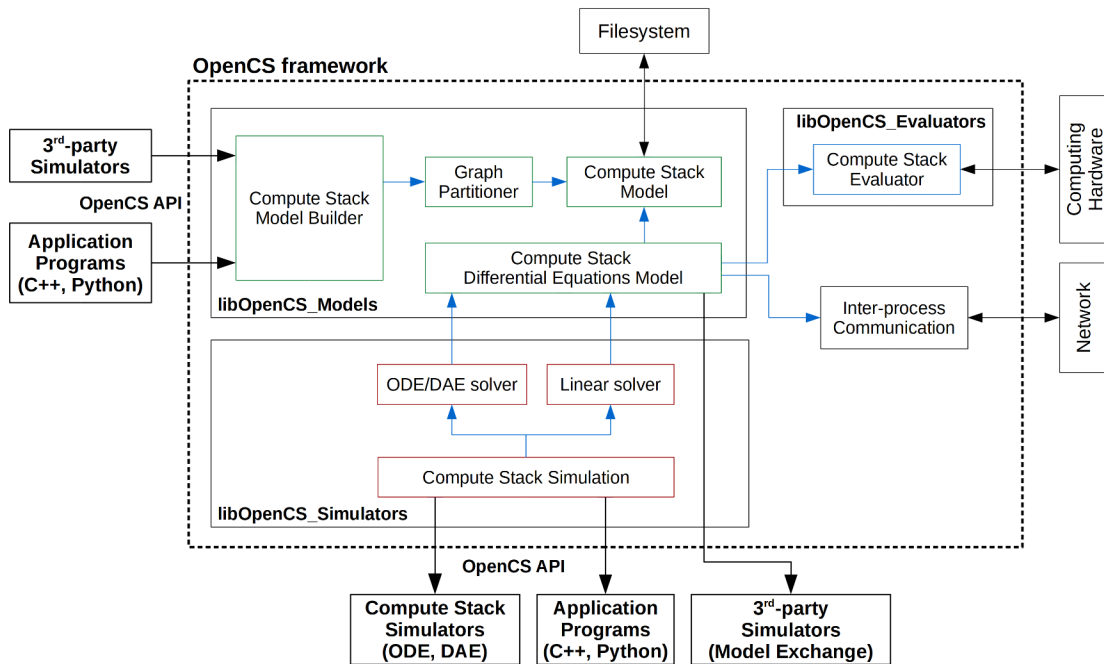 Filesystem
OpenCS framework
libOpenCS_Evaluators
3rd-party
Simulators
Compute Stack
Model Builder
Graph
Partitioner
Compute Stack
Model
Compute Stack
Evaluator
Computing
Hardware
OpenCS API
Application
Programs
(C++, Python)
Compute Stack
Differential Equations Model
libOpenCS_Models
Inter-process
Communication
Network
ODE/DAE solver
Linear solver
Compute Stack Simulation
libOpenCS_Simulators
OpenCS API
Compute Stack
Simulators
(ODE, DAE)
Application
Programs
(C++, Python)
3rd-party
Simulators
(Model Exchange)